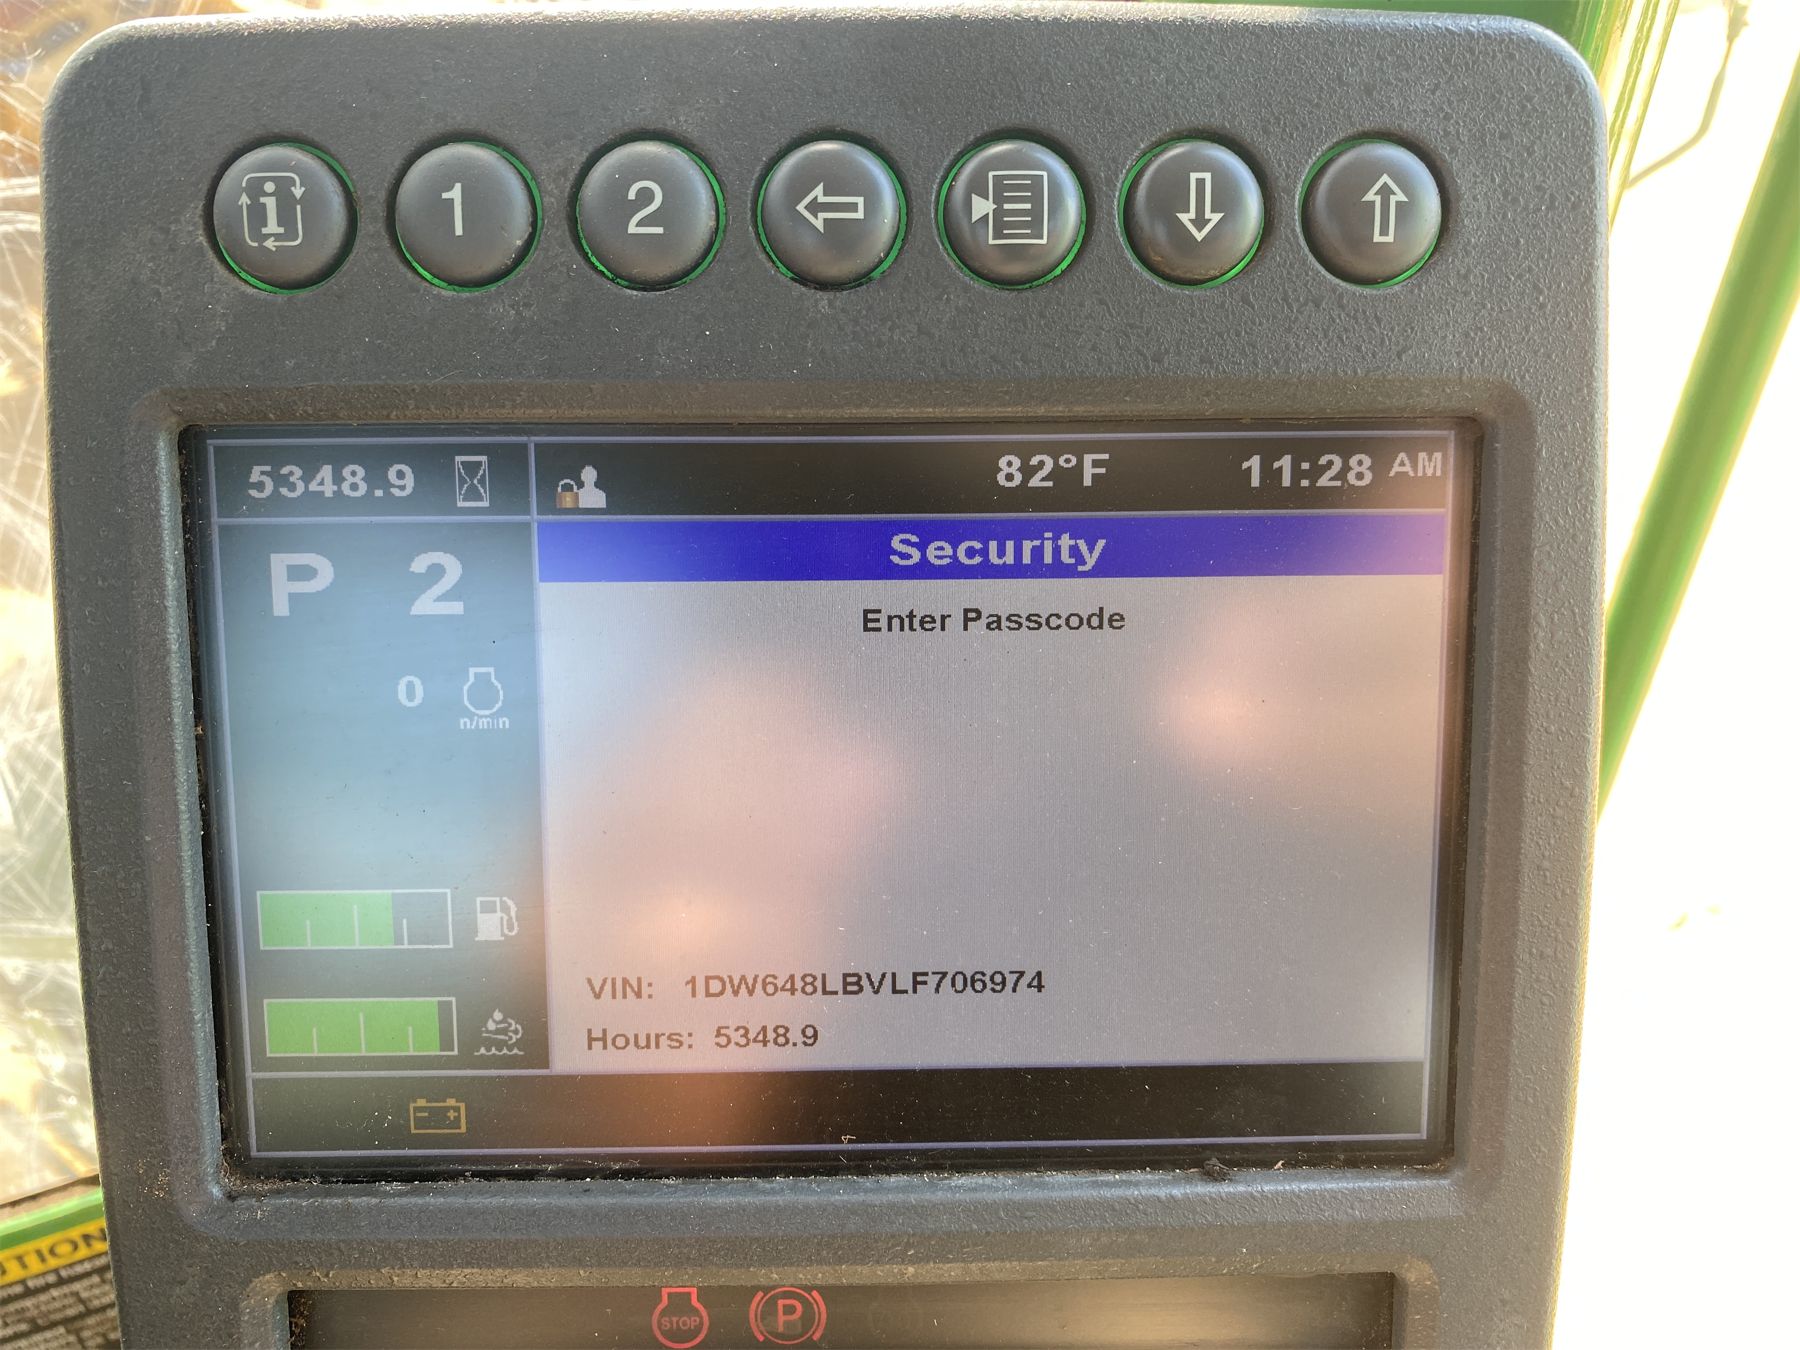 i
1
2
5348.9
82°F
11:28 AM
Security
P 2
Enter Passcode
0
n/min
VIN: 1DW648LBVLF706974
Hours: 5348.9
STOP
P